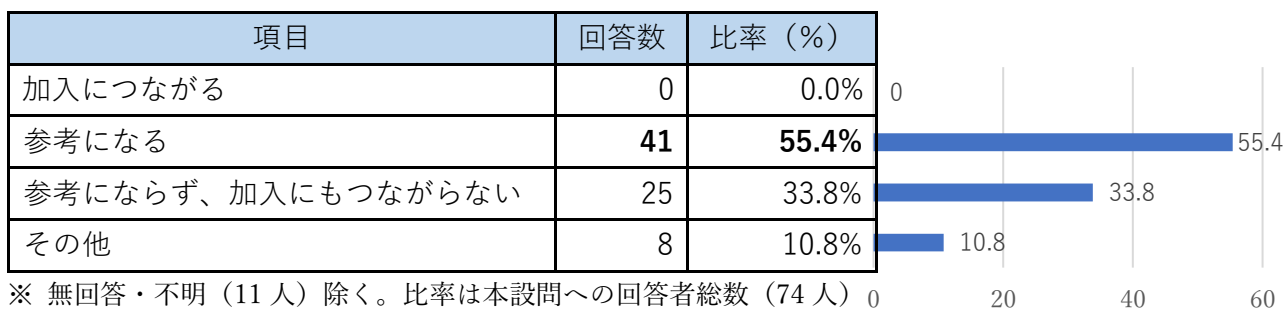 項目 回答数 比率（%）
加入につながる 0 0.0% 0
参考になる 41 55.4% 55.4
参考にならず、加入にもつながらない 25 33.8% 33.8
その他 8 10.8% 10.8
※ 無回答・不明（11 人）除く。比率は本設問への回答者総数（74 人） 0 20 40 60